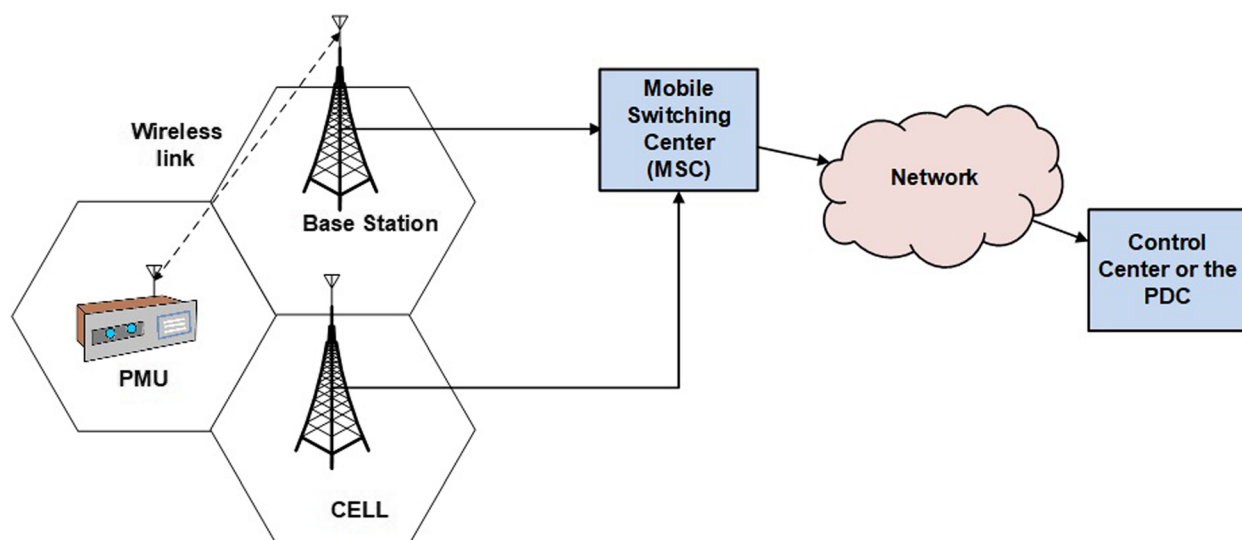 Wireless
link
Base Station
PMU
CELL
Mobile
Switching
Center
(MSC)
Network
Control
Center or the
PDC